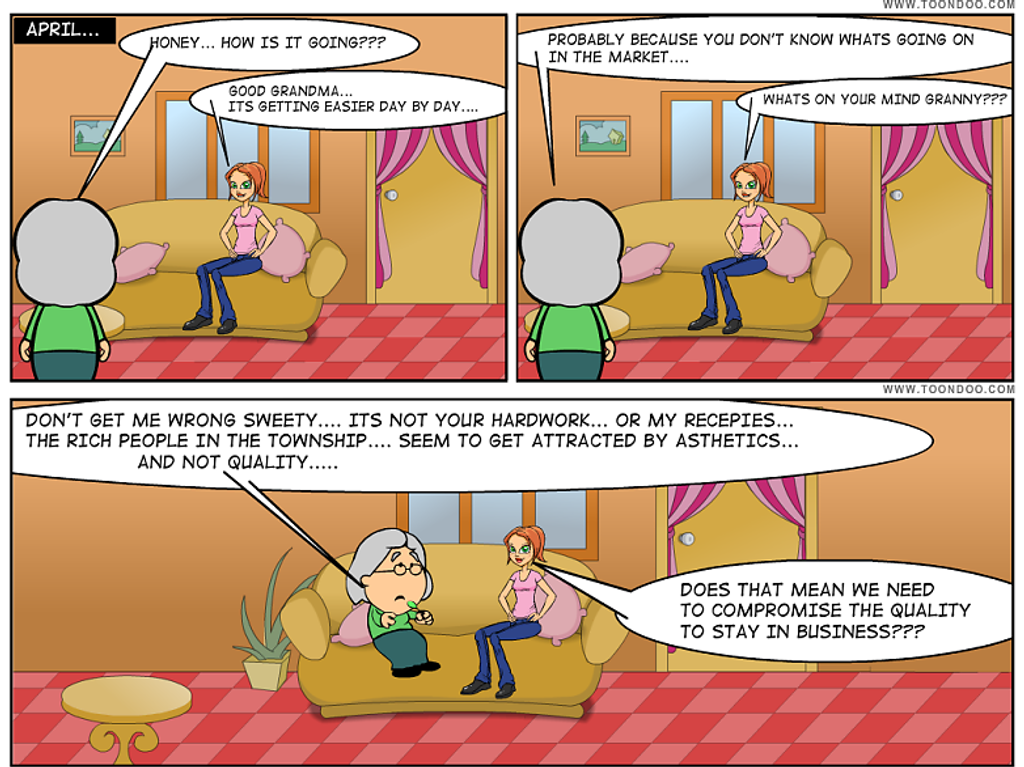 WWW.TOONDOO.COM
APRIL...
HONEY... HOW IS IT GOING???
GOOD GRANDMA...
ITS GETTING EASIER DAY BY DAY....
PROBABLY BECAUSE YOU DON'T KNOW WHATS GOING ON
IN THE MARKET....
WHATS ON YOUR MIND GRANNY???
WWW.TOONDOO.COM
DON'T GET ME WRONG SWEETY.... ITS NOT YOUR HARDWORK... OR MY RECEPIES...
THE RICH PEOPLE IN THE TOWNSHIP.... SEEM TO GET ATTRACTED BY ASTHETICS...
AND NOT QUALITY.....
DOES THAT MEAN WE NEED
TO COMPROMISE THE QUALITY
TO STAY IN BUSINESS???